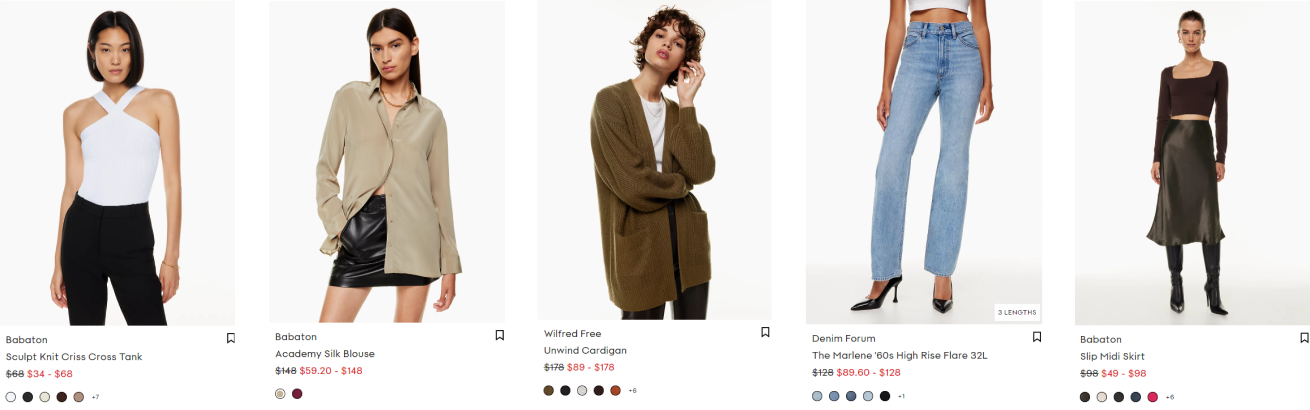 Babaton
Sculpt Knit Criss Cross Tank
$68 $34 - $68
+7
Babaton
Academy Silk Blouse
$148 $59.20 - $148
Wilfred Free
Unwind Cardigan
$178 $89 - $178
+6
3 LENGTHS
Denim Forum
The Marlene '60s High Rise Flare 32L
$128 $89.60 - $128
+1
Babaton
Slip Midi Skirt
$98 $49 - $98
+6